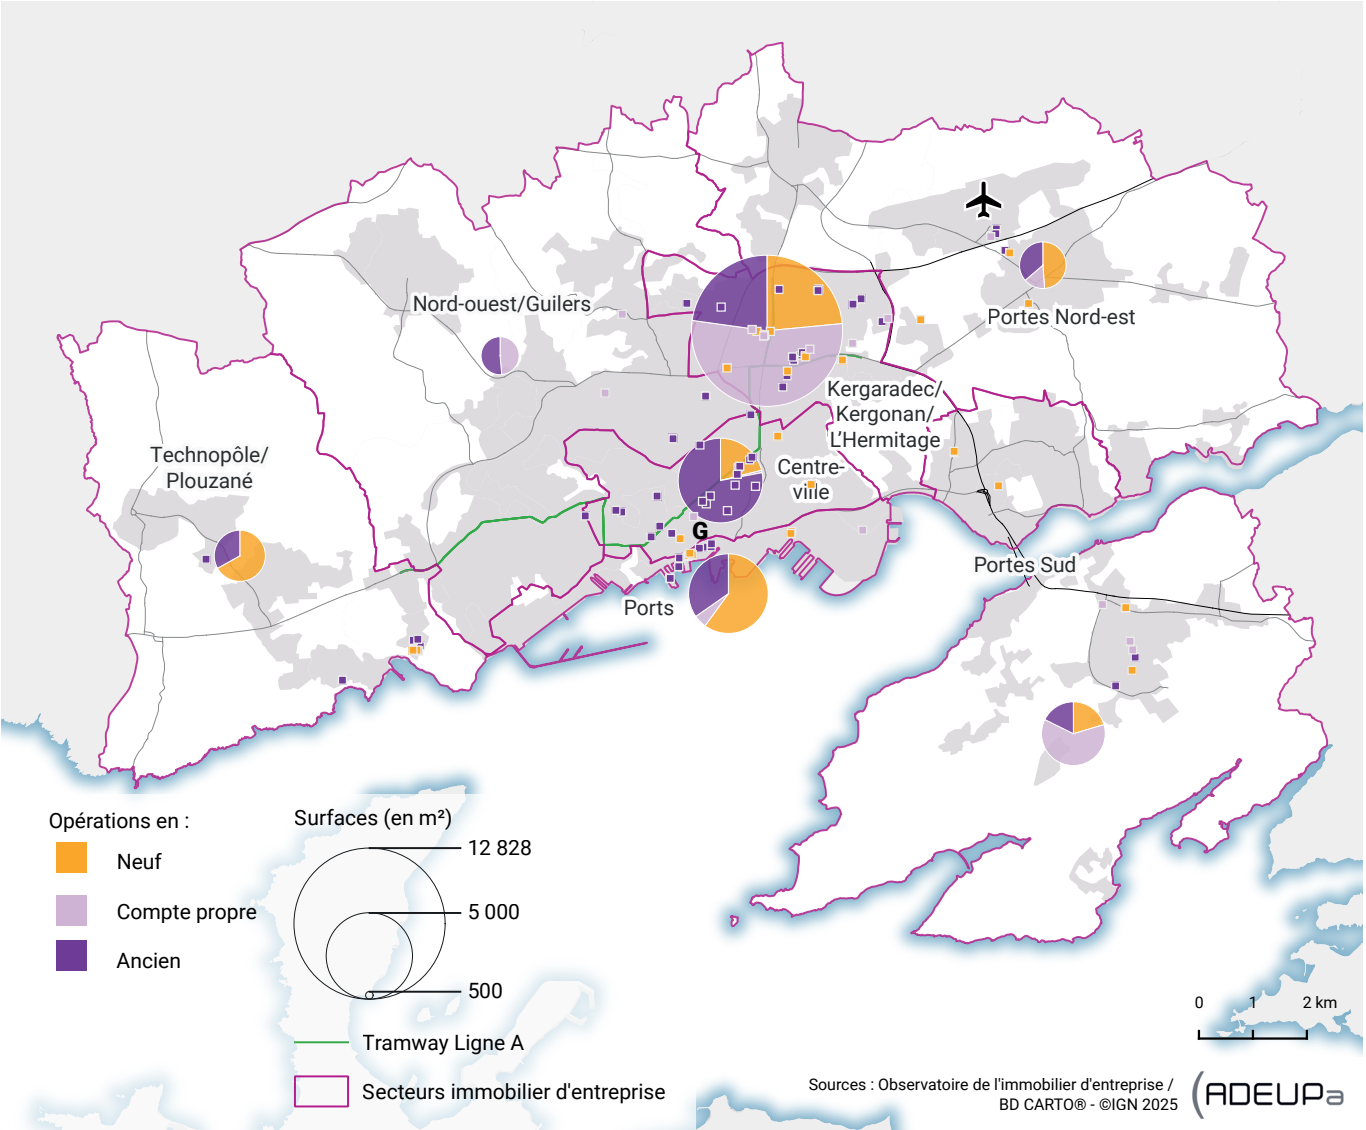 Nord-ouest/Guilers
Portes Nord-est
Kergaradec/
Kergonan/
L'Hermitage
Technopôle/
Plouzané
Centre-
ville
G
Portes Sud
Ports
Opérations en :
Neuf
Compte propre
Ancien
Surfaces (en m²)
12 828
5 000
500
Tramway Ligne A
Secteurs immobilier d'entreprise
0 1 2 km
Sources : Observatoire de l'immobilier d'entreprise /
BD CARTO® - ©IGN 2025
ADEUPa